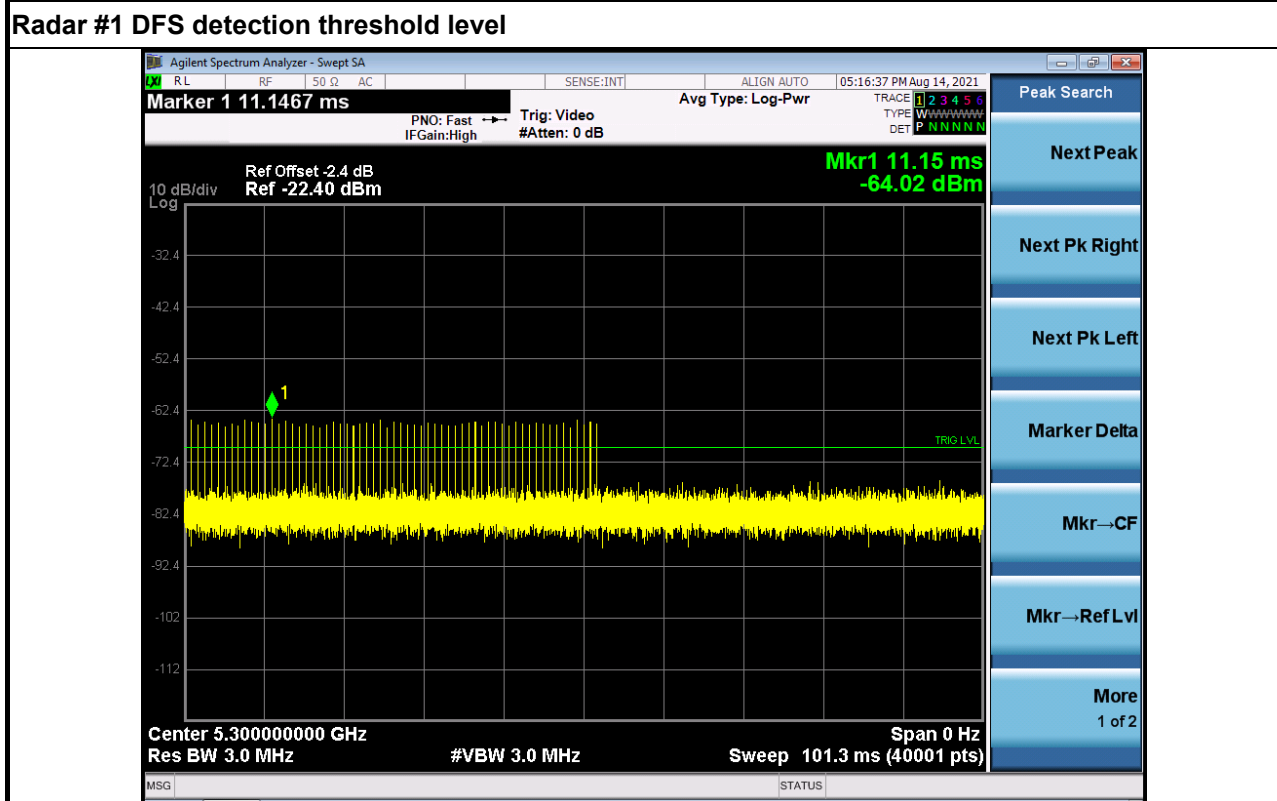 Radar #1 DFS detection threshold level
Agilent Spectrum Analyzer - Swept SA
LXI RL RF 50 Ω AC SENSE:INT ALIGN AUTO 05:16:37 PM Aug 14, 2021
Marker 1 11.1467 ms
PNO: Fast
IFGain:High
Trig: Video
#Atten: 0 dB
Avg Type: Log-Pwr
TRACE 1 2 3 4 5 6
TYPE WWWWWW
DET P N N N N N
Mkr1 11.15 ms
-64.02 dBm
Ref Offset -2.4 dB
10 dB/div Ref -22.40 dBm
Log
-32.4
-42.4
-52.4
-62.4
-72.4
-82.4
-92.4
-102
-112
1
TRIG LVL
Center 5.300000000 GHz Span 0 Hz
Res BW 3.0 MHz #VBW 3.0 MHz Sweep 101.3 ms (40001 pts)
MSG STATUS
Peak Search
Next Peak
Next Pk Right
Next Pk Left
Marker Delta
Mkr→CF
Mkr→Ref Lvl
More
1 of 2